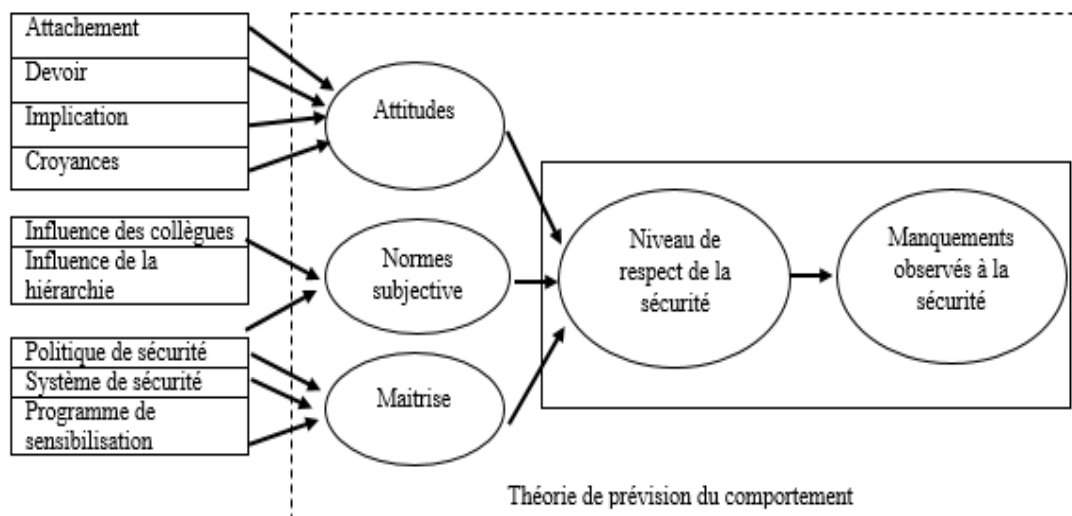 Attachement
Devoir
Implication
Croyances
Influence des collègues
Influence de la
hiérarchie
Politique de sécurité
Système de sécurité
Programme de
sensibilisation
Attitudes
Normes
subjective
Maitrise
Niveau de
respect de la
sécurité
Manquements
observés à la
sécurité
Théorie de prévision du comportement